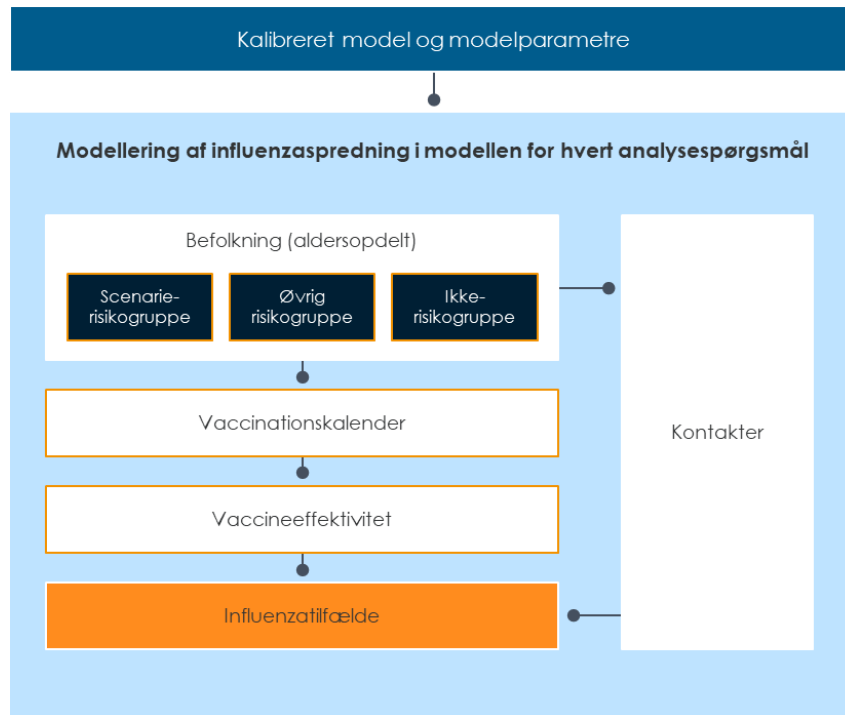 Kalibreret model og modelparametre
Modellering af influenzaspredning i modellen for hvert analysespørgsmål
Befolkning (aldersopdelt)
Scenarie-
risikogruppe
Øvrig
risikogruppe
Ikke-
risikogruppe
Vaccinationskalender
Kontakter
Vaccineeffektivitet
Influenzatilfælde